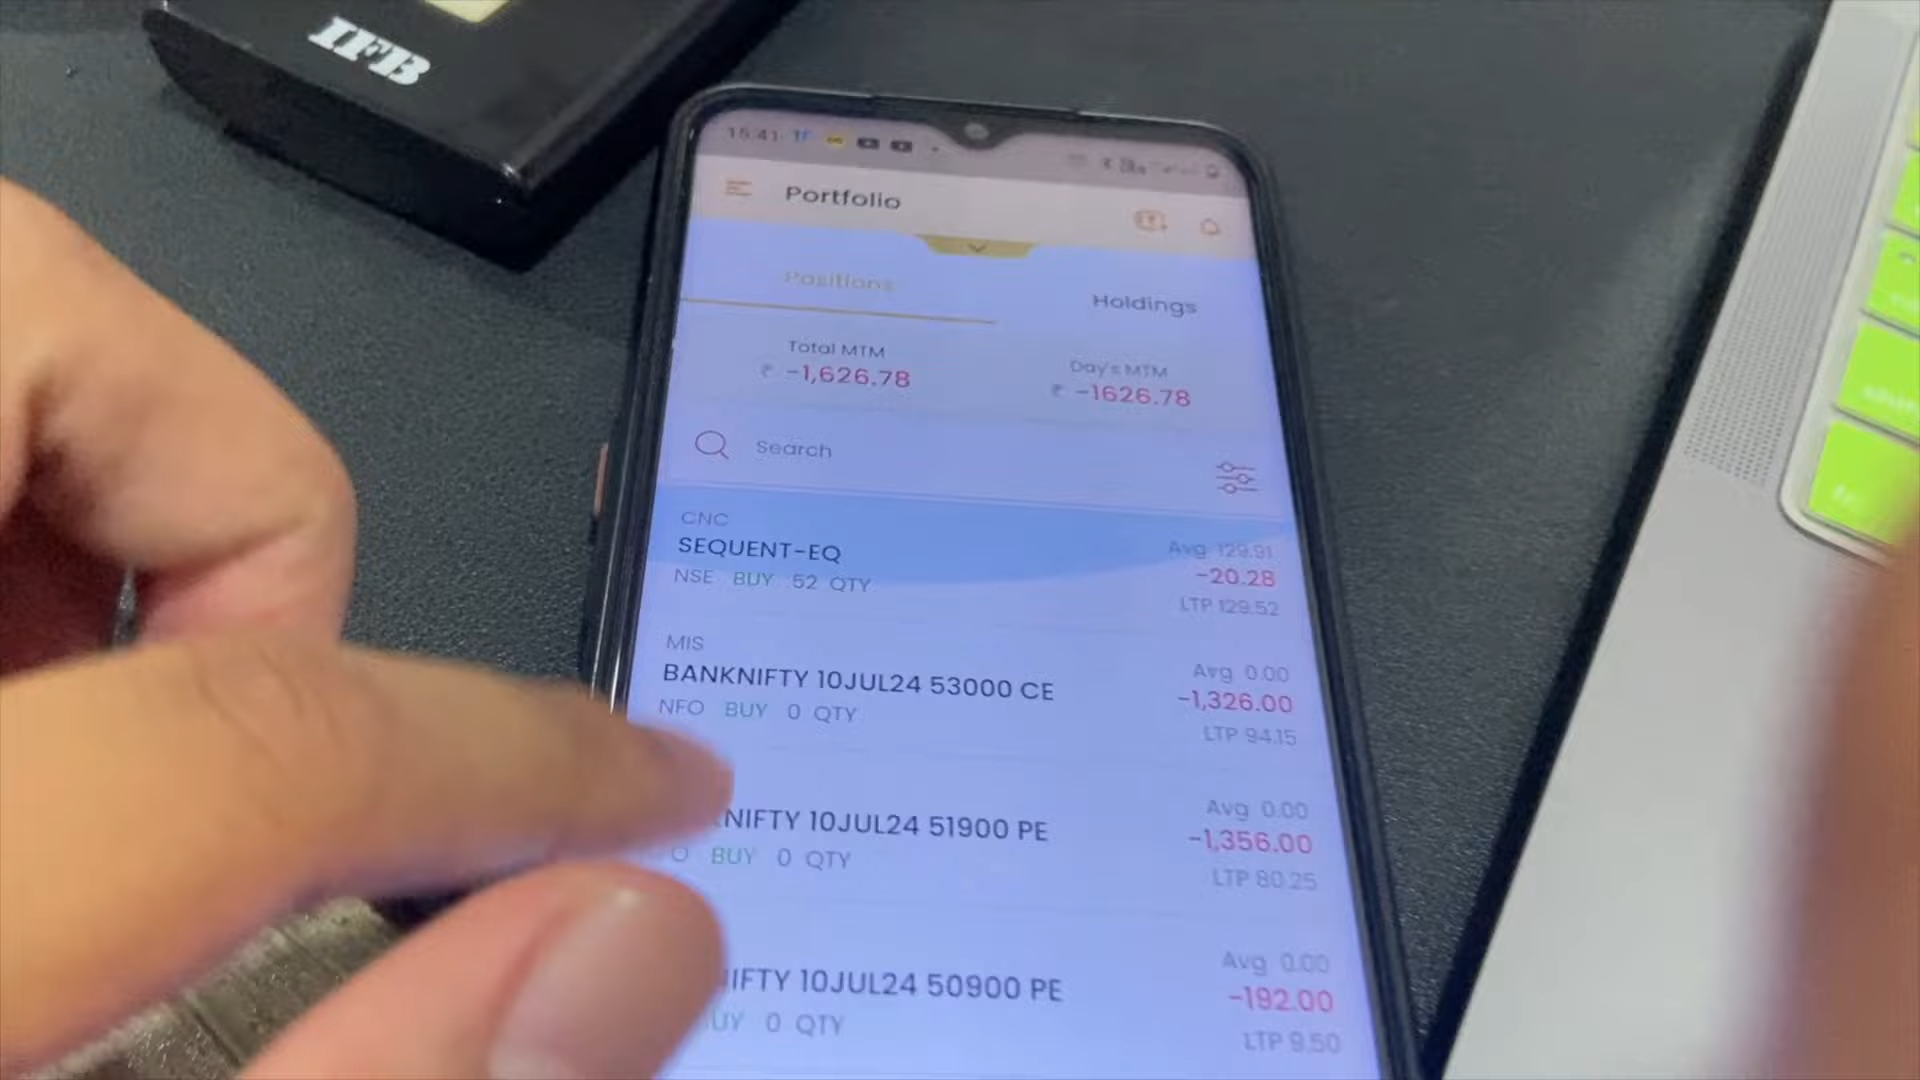 IFB
15:41
Portfolio
Positions
Holdings
Total MTM
₹ -1,626.78
Day's MTM
₹ -1626.78
Search
CNC
SEQUENT-EQ
NSE BUY 52 QTY
Avg 129.91
-20.28
LTP 129.52
MIS
BANKNIFTY 10JUL24 53000 CE
NFO BUY 0 QTY
Avg 0.00
-1,326.00
LTP 94.15
KNIFTY 10JUL24 51900 PE
O BUY 0 QTY
Avg 0.00
-1,356.00
LTP 80.25
NIFTY 10JUL24 50900 PE
BUY 0 QTY
Avg 0.00
-192.00
LTP 9.50